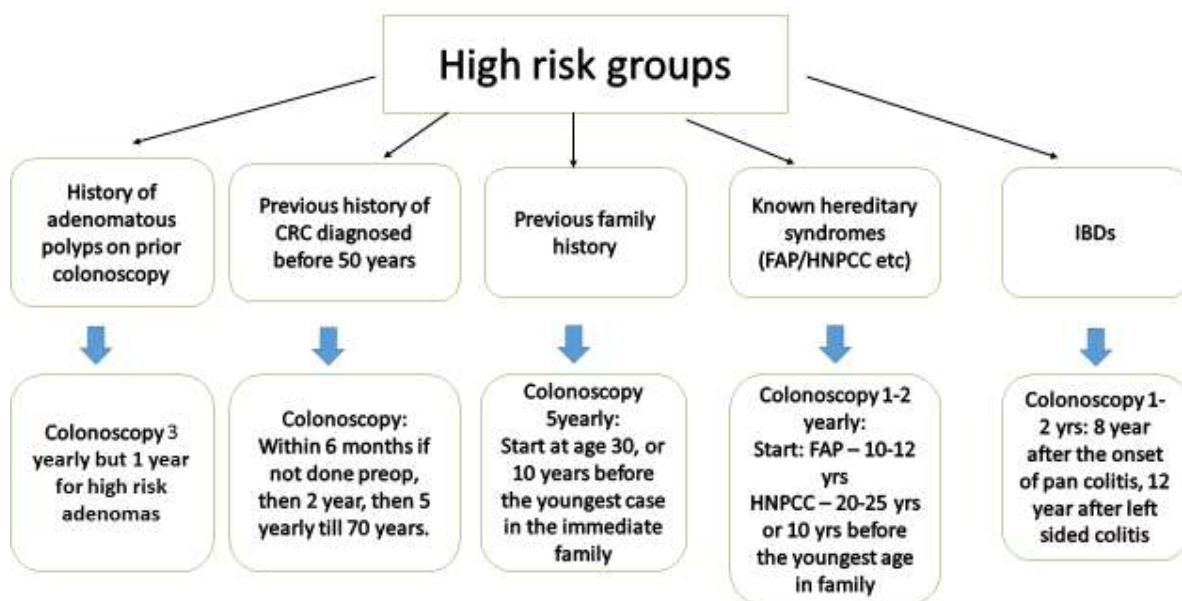 High risk groups
History of
adenomatous
polyps on prior
colonoscopy
Previous history of
CRC diagnosed
before 50 years
Previous family
history
Known hereditary
syndromes
(FAP/HNPCC etc)
IBDs
Colonoscopy 3
yearly but 1 year
for high risk
adenomas
Colonoscopy:
Within 6 months if
not done preop,
then 2 year, then 5
yearly till 70 years.
Colonoscopy
5yearly:
Start at age 30, or
10 years before
the youngest case
in the immediate
family
Colonoscopy 1-2
yearly:
Start: FAP – 10-12
yrs
HNPCC – 20-25 yrs
or 10 yrs before
the youngest age
in family
Colonoscopy 1-
2 yrs: 8 year
after the onset
of pan colitis, 12
year after left
sided colitis